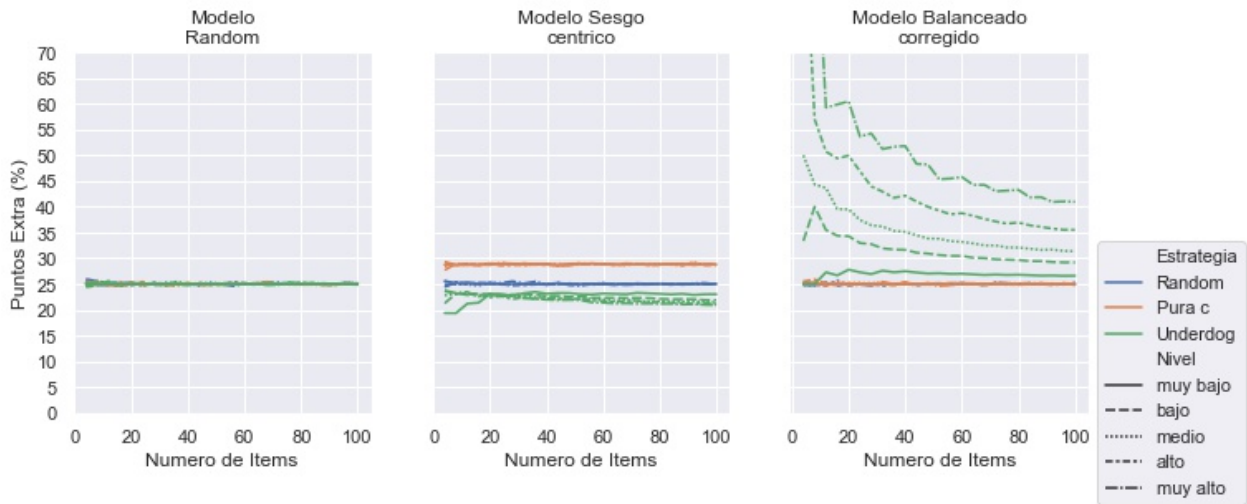 Modelo
Random
Modelo Sesgo
centrico
Modelo Balanceado
corregido
Puntos Extra (%)
70
65
60
55
50
45
40
35
30
25
20
15
10
5
0
0 20 40 60 80 100
0 20 40 60 80 100
0 20 40 60 80 100
Numero de Items
Numero de Items
Numero de Items
Estrategia
Random
Pura c
Underdog
Nivel
muy bajo
bajo
medio
alto
muy alto